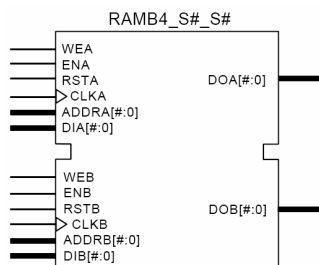 RAMB4_S#_S#
WEA
ENA
RSTA
DOA[#:0]
CLKA
ADDRA[#:0]
DIA[#:0]
WEB
ENB
RSTB
DOB[#:0]
CLKB
ADDRB[#:0]
DIB[#:0]